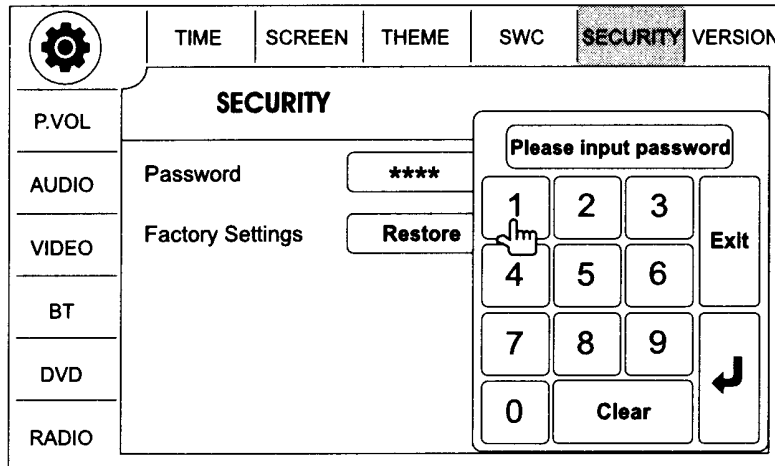 TIME SCREEN THEME SWC SECURITY VERSION
P.VOL
AUDIO
VIDEO
BT
DVD
RADIO
SECURITY
Password ****
Factory Settings Restore
Please input password
1 2 3 Exit
4 5 6
7 8 9
0 Clear